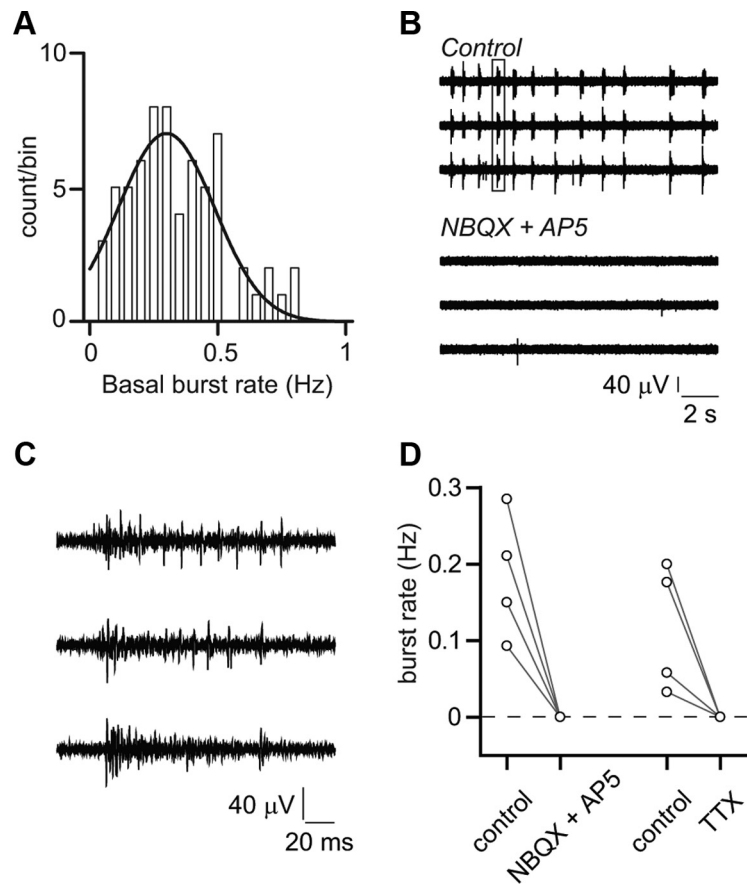 A
10
5
0
count/bin
0
0.5
1
Basal burst rate (Hz)
B
Control
NBQX + AP5
40 μV
2 s
C
40 μV
20 ms
D
0.3
0.2
0.1
0
burst rate (Hz)
control
NBQX + AP5
control
TTX